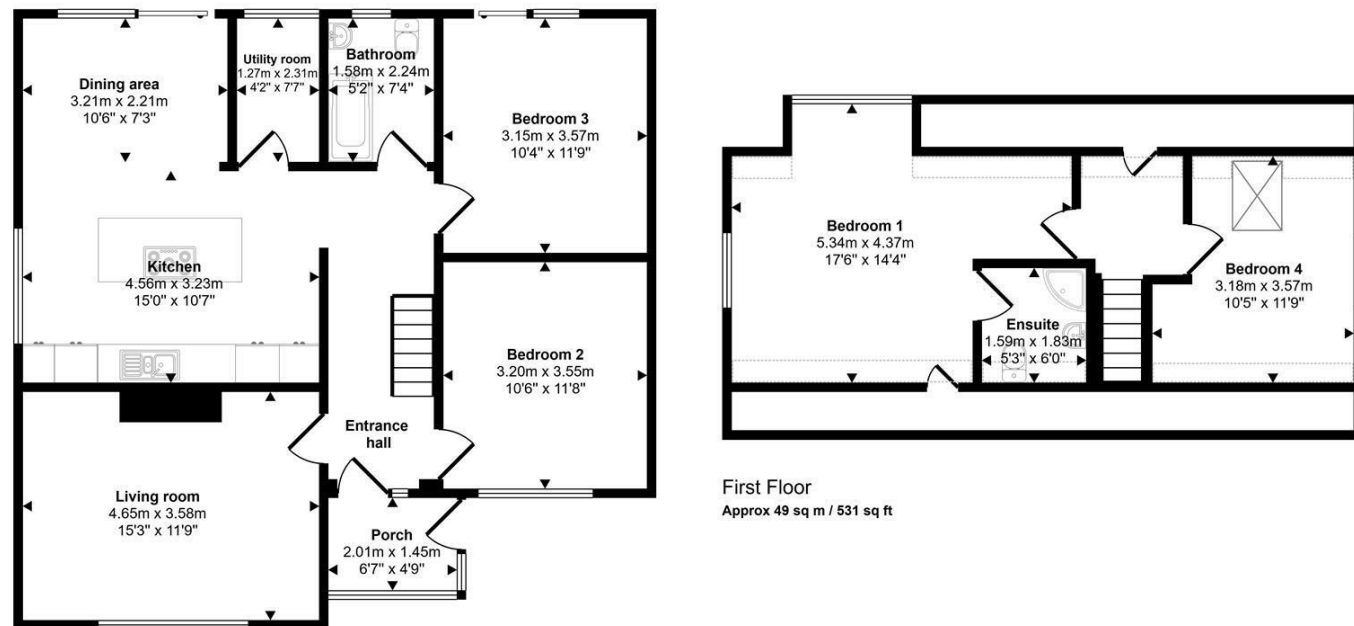 Dining area
3.21m x 2.21m
10'6" x 7'3"
Utility room
1.27m x 2.31m
4'2" x 7'7"
Bathroom
1.58m x 2.24m
5'2" x 7'4"
Bedroom 3
3.15m x 3.57m
10'4" x 11'9"
Kitchen
4.56m x 3.23m
15'0" x 10'7"
Bedroom 2
3.20m x 3.55m
10'6" x 11'8"
Entrance
hall
Living room
4.65m x 3.58m
15'3" x 11'9"
Porch
2.01m x 1.45m
6'7" x 4'9"
Bedroom 1
5.34m x 4.37m
17'6" x 14'4"
Ensuite
1.59m x 1.83m
5'3" x 6'0"
Bedroom 4
3.18m x 3.57m
10'5" x 11'9"
First Floor
Approx 49 sq m / 531 sq ft